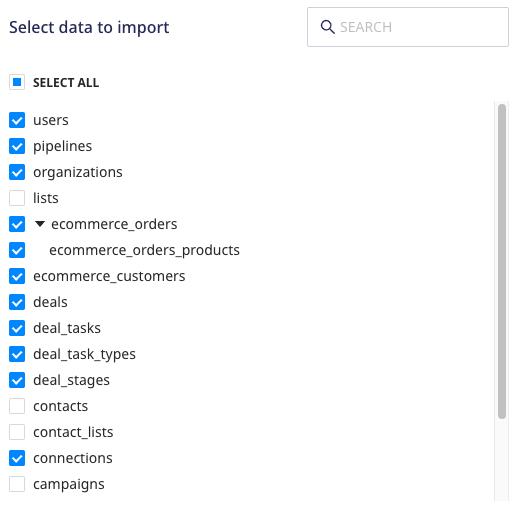 Select data to import
SEARCH
SELECT ALL
users
pipelines
organizations
lists
ecommerce_orders
ecommerce_orders_products
ecommerce_customers
deals
deal_tasks
deal_task_types
deal_stages
contacts
contact_lists
connections
campaigns